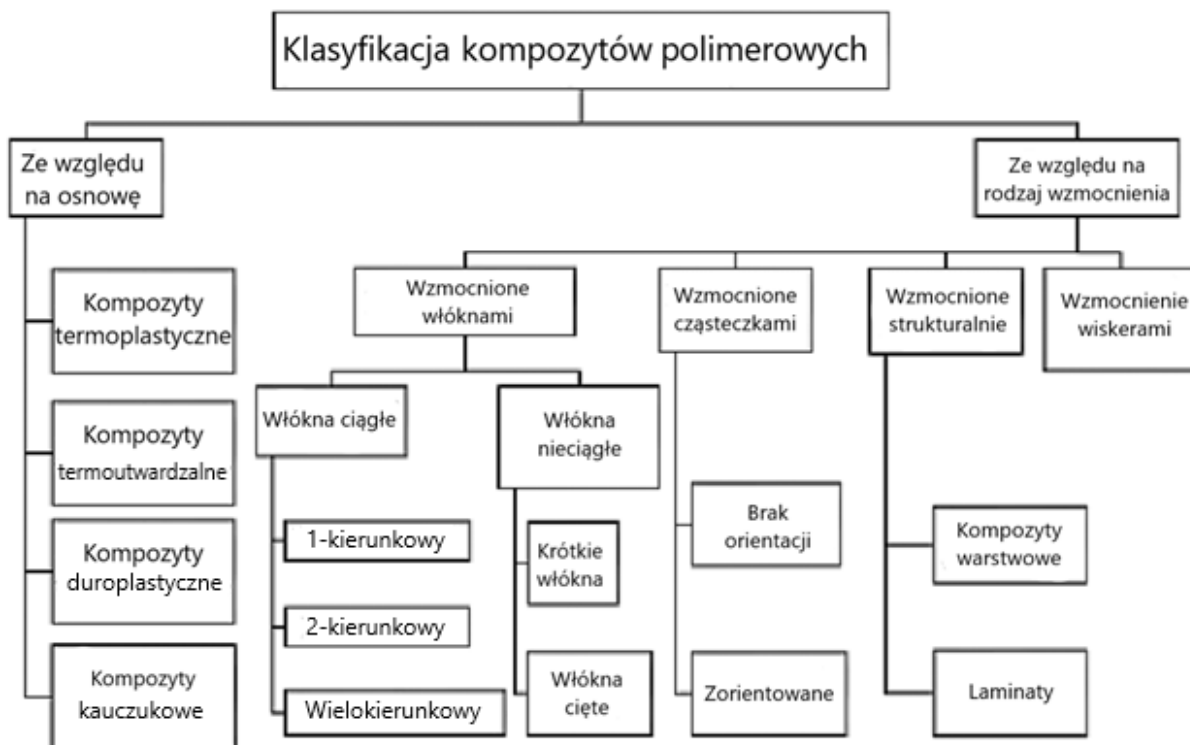 Klasyfikacja kompozytów polimerowych
Ze względu
na osnowę
Kompozyty
termoplastyczne
Kompozyty
termoutwardzalne
Kompozyty
duroplastyczne
Kompozyty
kauczukowe
Ze względu na
rodzaj wzmocnienia
Wzmocnione
włóknami
Włókna ciągłe
1-kierunkowy
2-kierunkowy
Wielokierunkowy
Włókna
nieciągłe
Krótkie
włókna
Włókna
cięte
Wzmocnione
cząsteczkami
Brak
orientacji
Zorientowane
Wzmocnione
strukturalnie
Kompozyty
warstwowe
Laminaty
Wzmocnienie
wiskerami